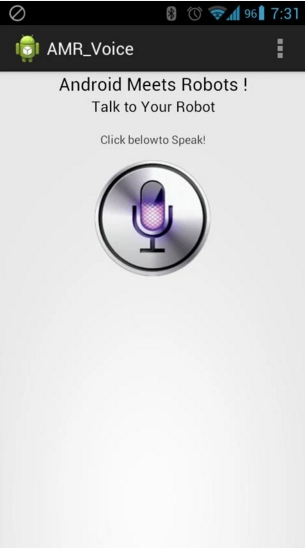 96 7:31
AMR_Voice
Android Meets Robots !
Talk to Your Robot
Click belowto Speak!